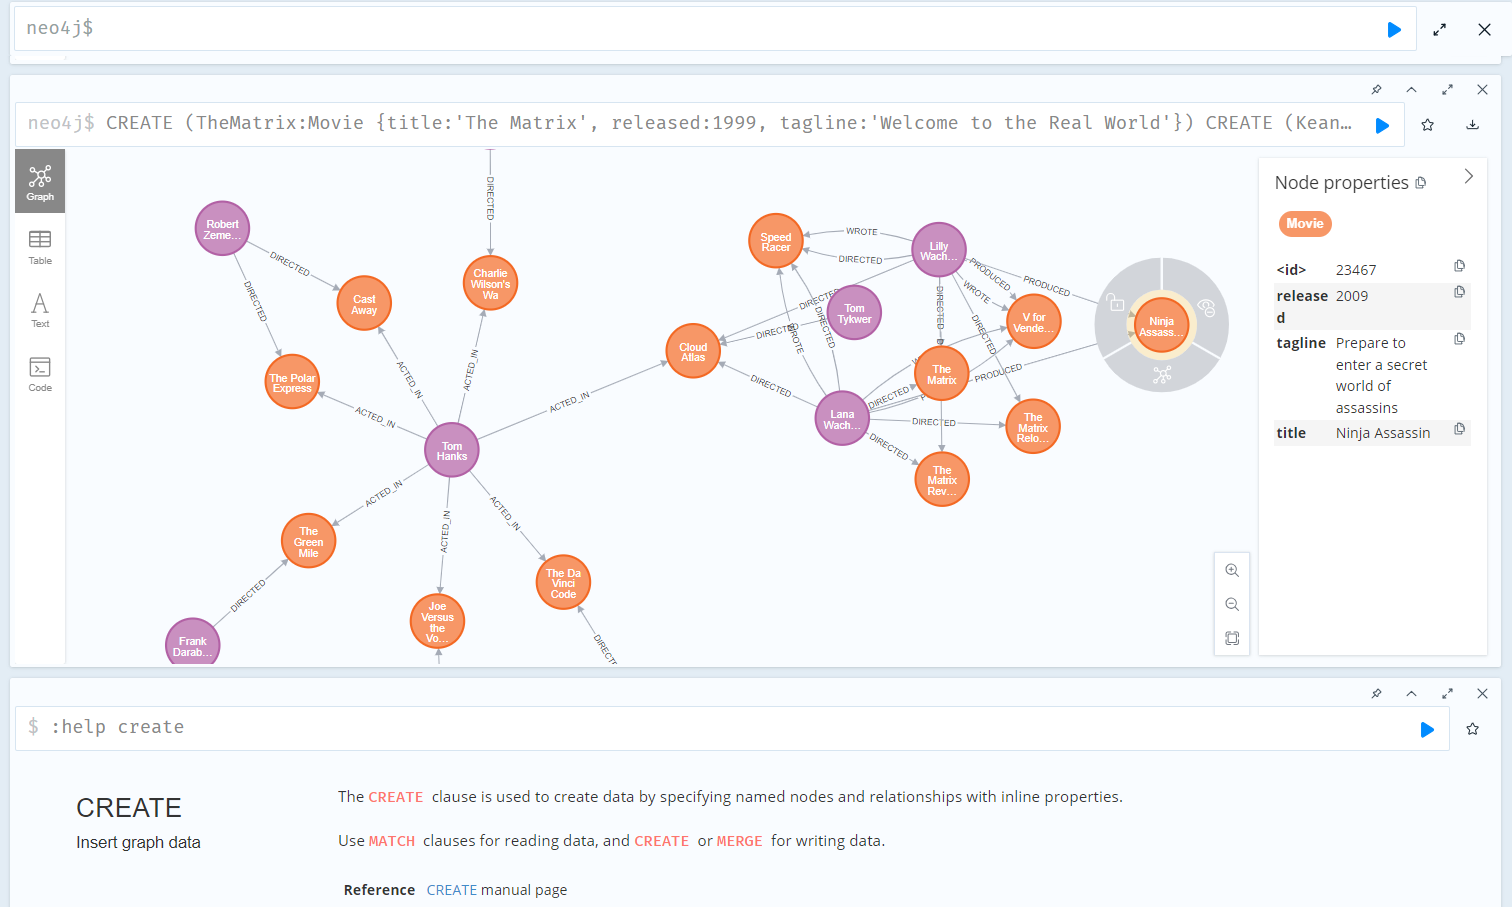 neo4j$
neo4j$ CREATE (TheMatrix:Movie {title:'The Matrix', released:1999, tagline:'Welcome to the Real World'}) CREATE (Kean…
Graph
Table
Text
Code
Robert
Zeme...
DIRECTED
DIRECTED
Cast
Away
The Polar
Express
DIRECTED
Charlie
Wilson's
Wa
ACTED_IN
ACTED_IN
ACTED_IN
ACTED_IN
Tom
Hanks
ACTED_IN
ACTED_IN
ACTED_IN
The
Green
Mile
DIRECTED
Frank
Darab...
Joe
Versus
the
Vo...
The Da
Vinci
Code
Cloud
Atlas
Speed
Racer
WROTE
DIRECTED
Lilly
Wach...
DIRECTED
Tom
Tykwer
DIRECTED
WROTE
DIRECTED
DIRECTED
Lana
Wach...
PRODUCED
PRODUCED
WROTE
DIRECTED
DIRECTED
V for
Vende...
The
Matrix
PRODUCED
DIRECTED
DIRECTED
DIRECTED
The
Matrix
Relo...
The
Matrix
Rev...
Ninja
Assass...
Node properties
Movie
<id> 23467
release 2009
d
tagline Prepare to
enter a secret
world of
assassins
title Ninja Assassin
$ :help create
CREATE
Insert graph data
The CREATE clause is used to create data by specifying named nodes and relationships with inline properties.
Use MATCH clauses for reading data, and CREATE or MERGE for writing data.
Reference CREATE manual page